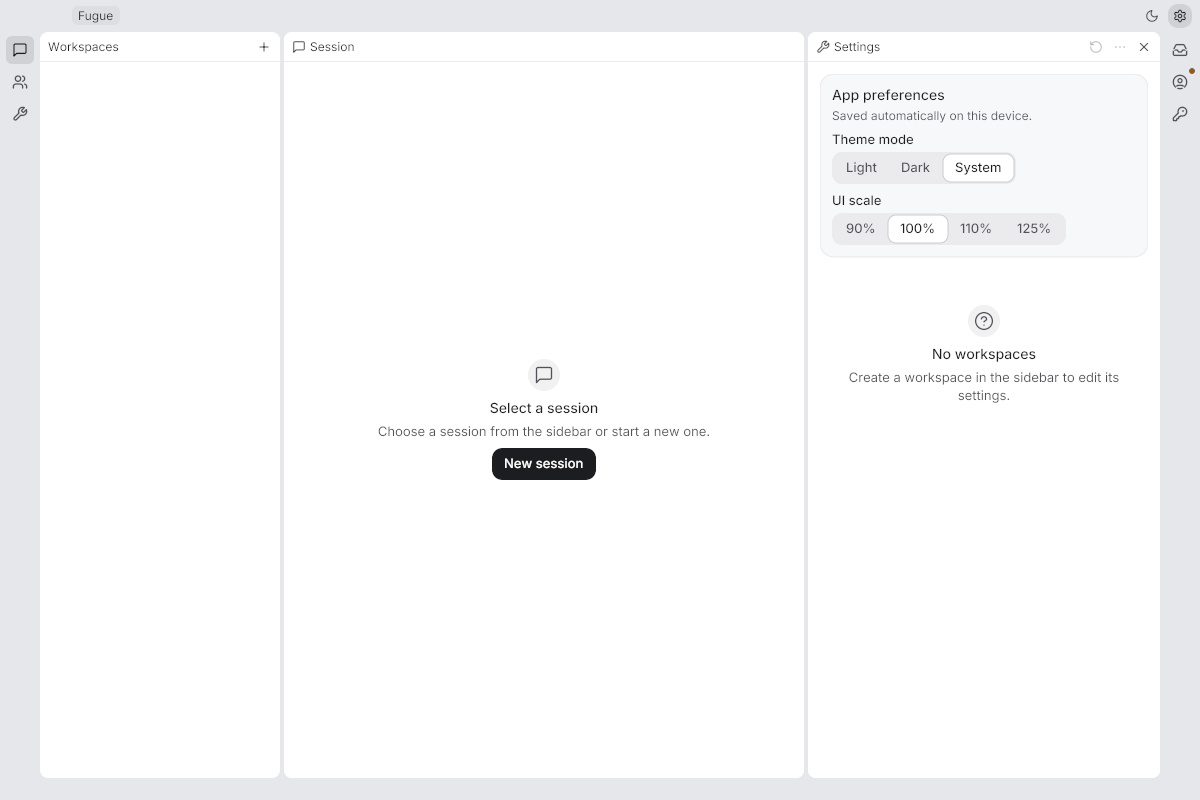 Fugue
Workspaces
Session
Select a session
Choose a session from the sidebar or start a new one.
New session
Settings
App preferences
Saved automatically on this device.
Theme mode
Light Dark System
UI scale
90% 100% 110% 125%
No workspaces
Create a workspace in the sidebar to edit its
settings.